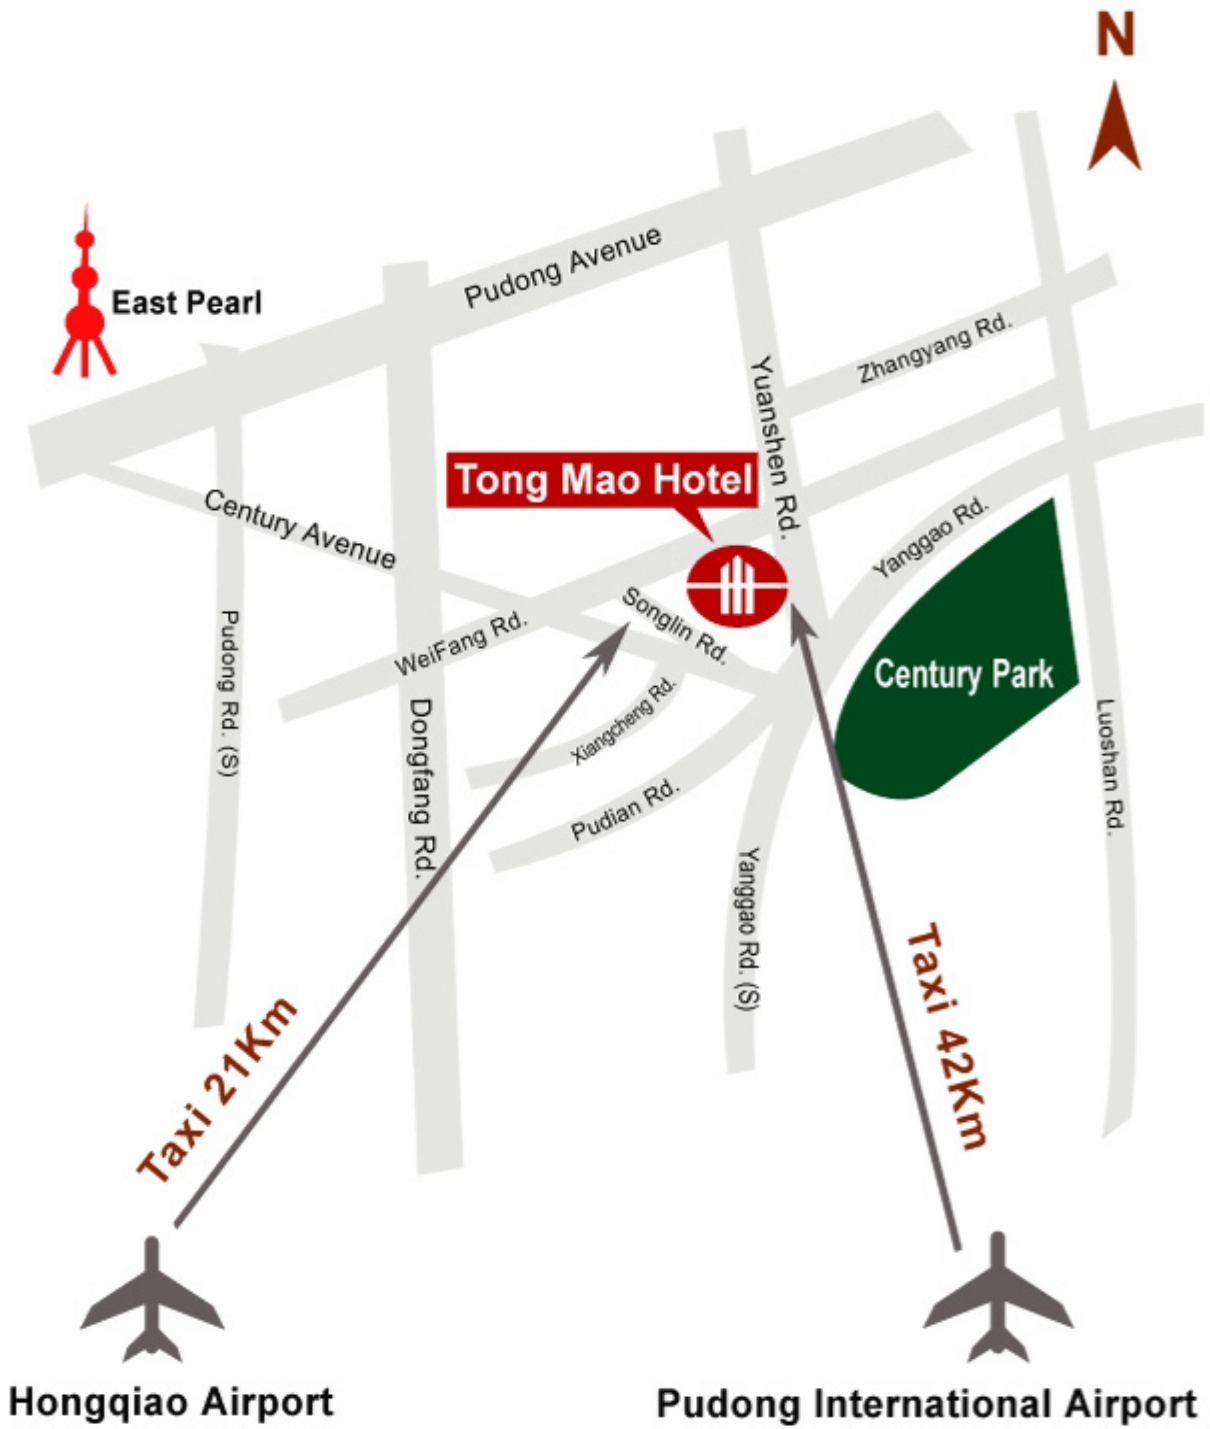 N
East Pearl
Pudong Avenue
Zhangyang Rd.
Yuanshen Rd.
Tong Mao Hotel
Century Avenue
Yanggao Rd.
Songlin Rd.
WeiFang Rd.
Pudong Rd. (S)
Century Park
Xiangcheng Rd.
Dongfang Rd.
Luoshan Rd.
Pudian Rd.
Yanggao Rd. (S)
Taxi 21Km
Taxi 42Km
Hongqiao Airport
Pudong International Airport